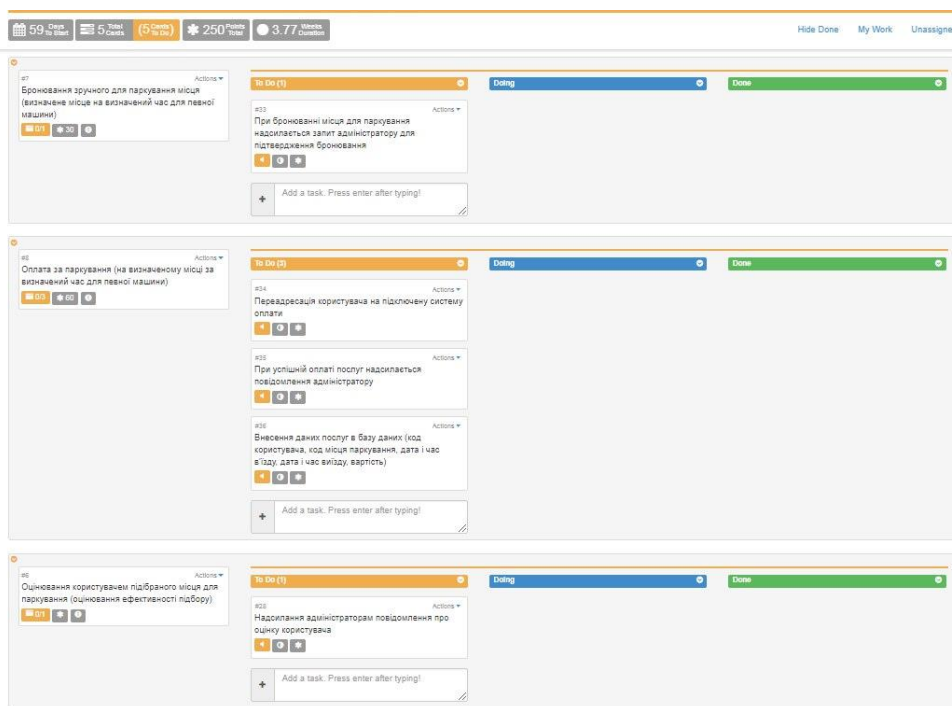 59 Days To Start
5 Total Cards
(5 Cards To Do)
250 Points Total
3.77 Weeks Duration
Hide Done My Work Unassigne
#7 Actions
Бронювання зручного для паркування місця
(визначене місце на визначений час для певної
машини)
0/1 30
To Do (1)
Doing
Done
#33 Actions
При бронюванні місця для паркування
надсилається запит адміністратору для
підтвердження бронювання
Add a task. Press enter after typing!
#8 Actions
Оплата за паркування (на визначеному місці за
визначений час для певної машини)
0/3 60
To Do (3)
Doing
Done
#34 Actions
Переадресація користувача на підключену систему
оплати
#35 Actions
При успішній оплаті послуг надсилається
повідомлення адміністратору
#36 Actions
Внесення даних послуг в базу даних (код
користувача, код місця паркування, дата і час
в'їзду, дата і час виїзду, вартість)
Add a task. Press enter after typing!
Actions
Оцінювання користувачем підібраного місця для
паркування (оцінювання ефективності підбору)
0/1
To Do (1)
Doing
Done
#28 Actions
Надсилання адміністраторам повідомлення про
оцінку користувача
Add a task. Press enter after typing!